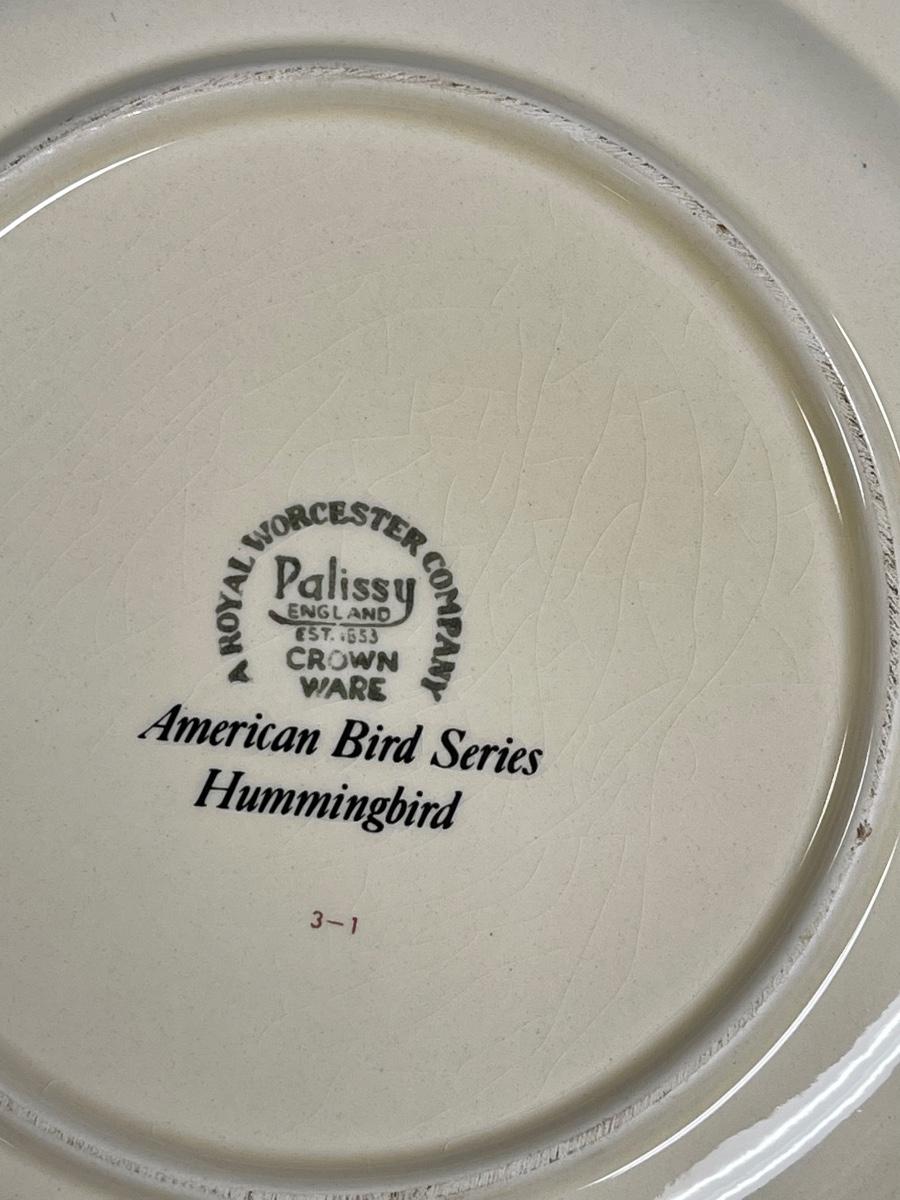 A ROYAL WORCESTER COMPANY
Palissy
ENGLAND
EST. 1853
CROWN
WARE
American Bird Series
Hummingbird
3-1